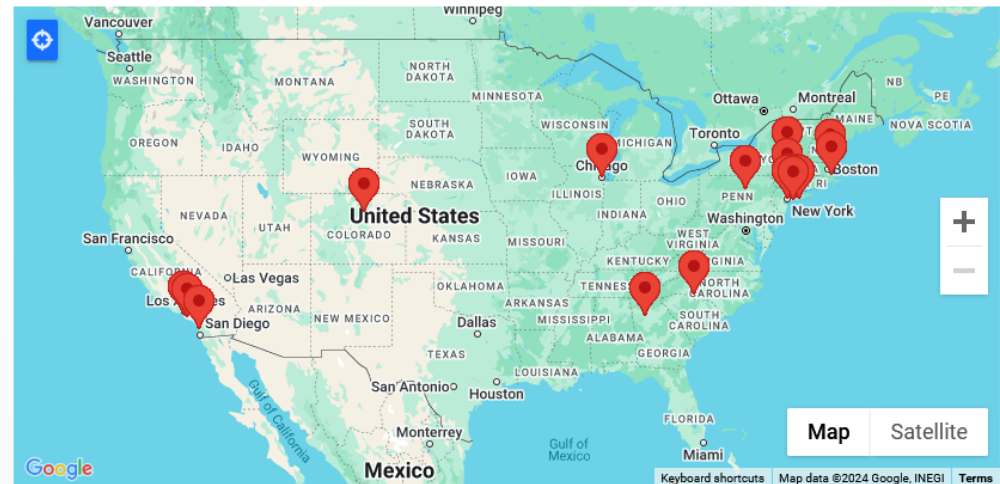 Winnipeg
Vancouver
Seattle
WASHINGTON
MONTANA
NORTH
DAKOTA
MINNESOTA
Ottawa
Montreal
NB
PE
MAINE
NOVA SCOTIA
OREGON
IDAHO
SOUTH
DAKOTA
WISCONSIN
MICHIGAN
Toronto
WYOMING
Chicago
Boston
RI
NEBRASKA
IOWA
ILLINOIS
INDIANA
OHIO
PENN
New York
NEVADA
UTAH
United States
COLORADO
KANSAS
MISSOURI
WEST
VIRGINIA
Washington
San Francisco
CALIFORNIA
Las Vegas
KENTUCKY
VIRGINIA
Los Angeles
ARIZONA
NEW MEXICO
OKLAHOMA
ARKANSAS
TENNESSEE
NORTH
CAROLINA
San Diego
Dallas
MISSISSIPPI
SOUTH
CAROLINA
ALABAMA
TEXAS
GEORGIA
LOUISIANA
San Antonio
Houston
Gulf of
California
FLORIDA
Monterrey
Gulf of
Mexico
Miami
Mexico
Map
Satellite
Google
Keyboard shortcuts
Map data ©2024 Google, INEGI
Terms